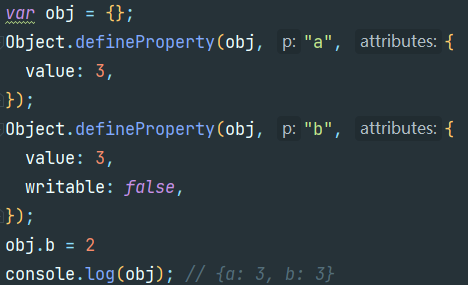 var obj = {};
Object.defineProperty(obj, p: "a", attributes: {
  value: 3,
});
Object.defineProperty(obj, p: "b", attributes: {
  value: 3,
  writable: false,
});
obj.b = 2
console.log(obj); // {a: 3, b: 3}